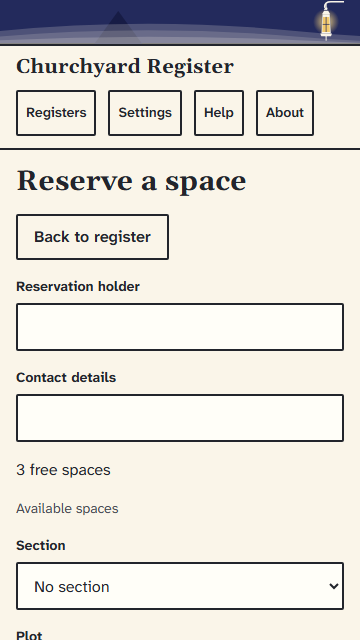 Churchyard Register
Registers
Settings
Help
About
Reserve a space
Back to register
Reservation holder
Contact details
3 free spaces
Available spaces
Section
No section
Plot